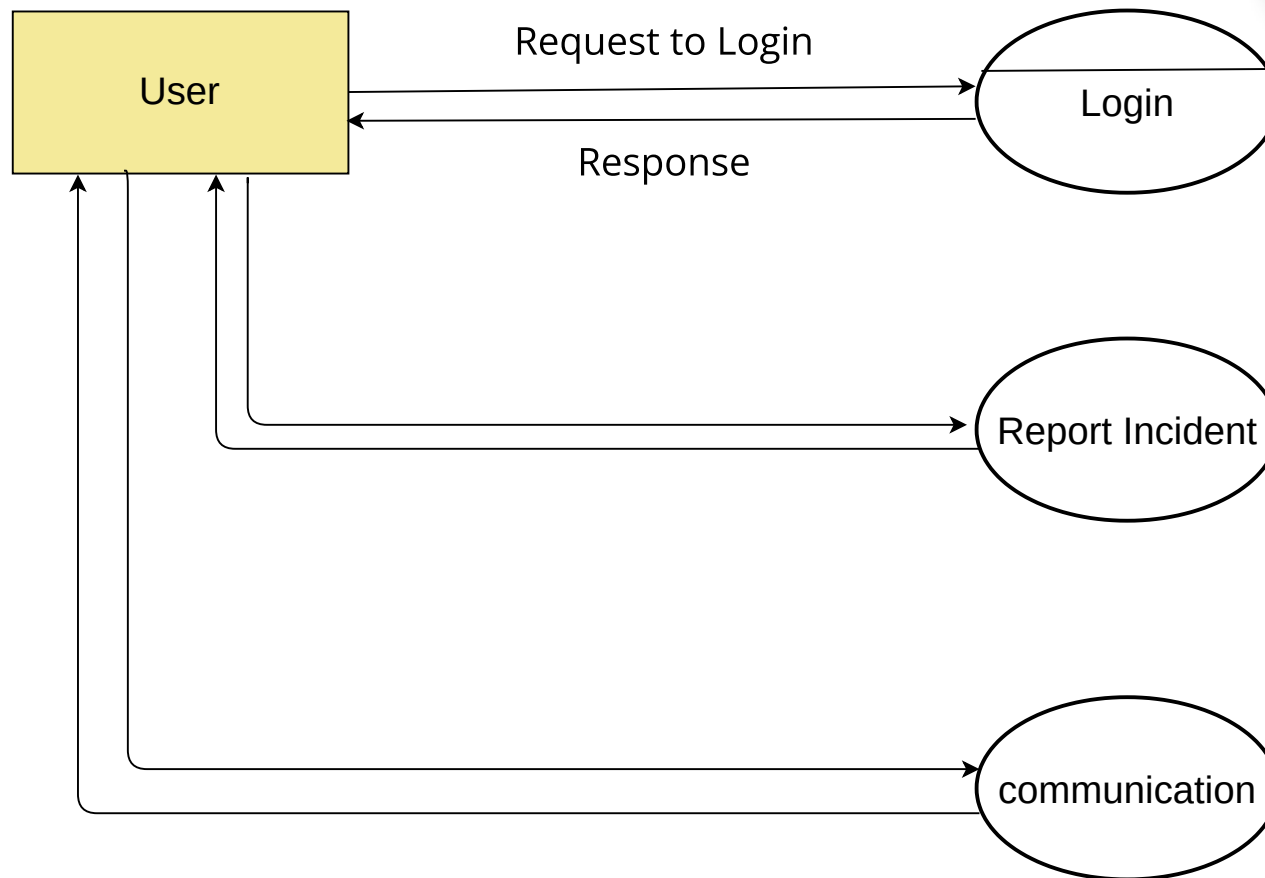 Request to Login
User
Login
Response
Report Incident
communication